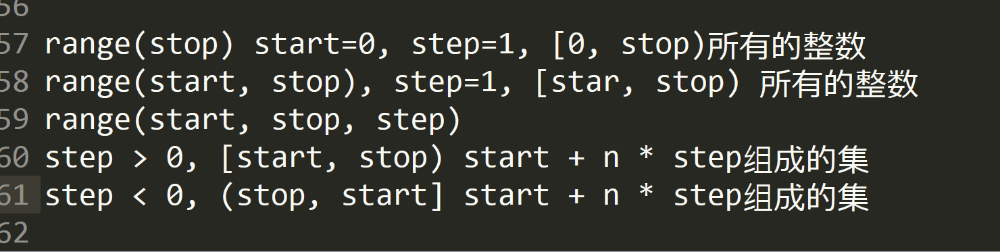 56
57 range(stop) start=0, step=1, [0, stop)所有的整数
58 range(start, stop), step=1, [star, stop) 所有的整数
59 range(start, stop, step)
60 step > 0, [start, stop) start + n * step组成的集
61 step < 0, (stop, start] start + n * step组成的集
62